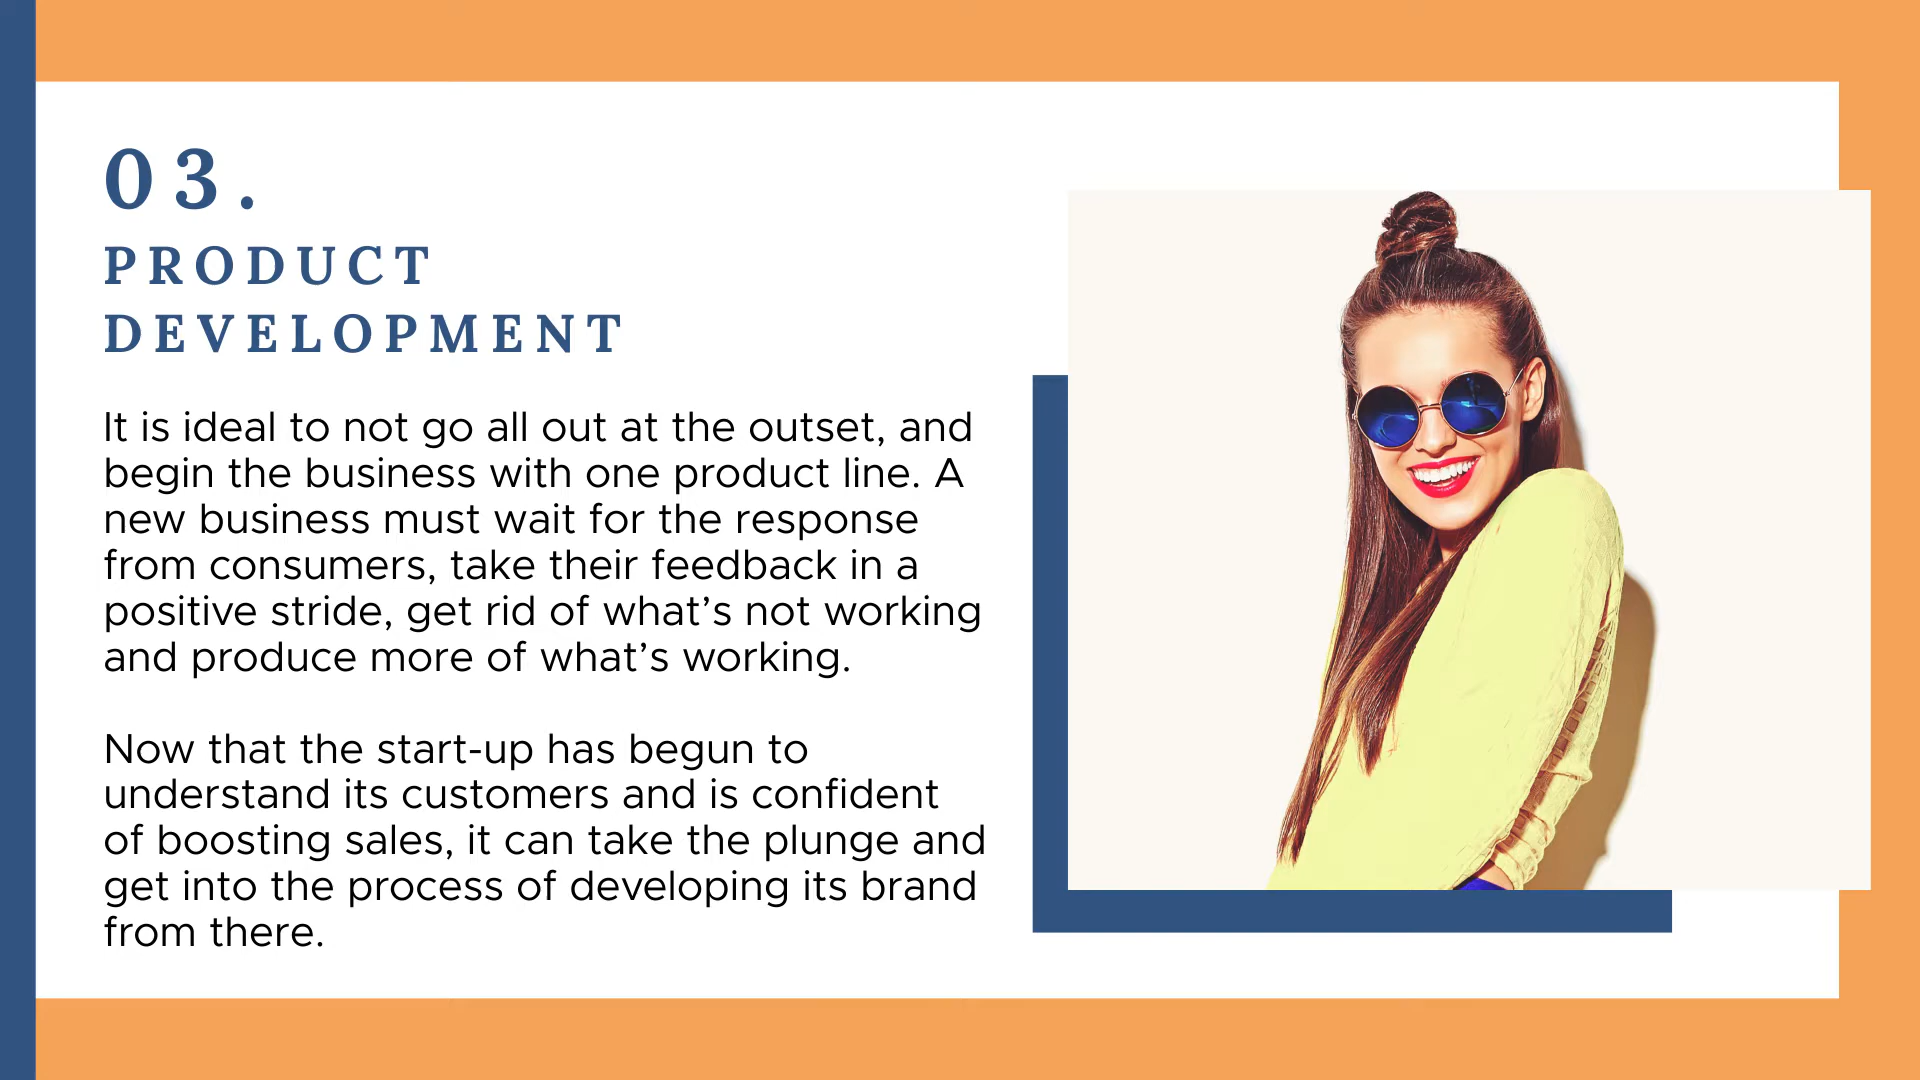 03.
PRODUCT
DEVELOPMENT
It is ideal to not go all out at the outset, and
begin the business with one product line. A
new business must wait for the response
from consumers, take their feedback in a
positive stride, get rid of what’s not working
and produce more of what’s working.
Now that the start-up has begun to
understand its customers and is confident
of boosting sales, it can take the plunge and
get into the process of developing its brand
from there.